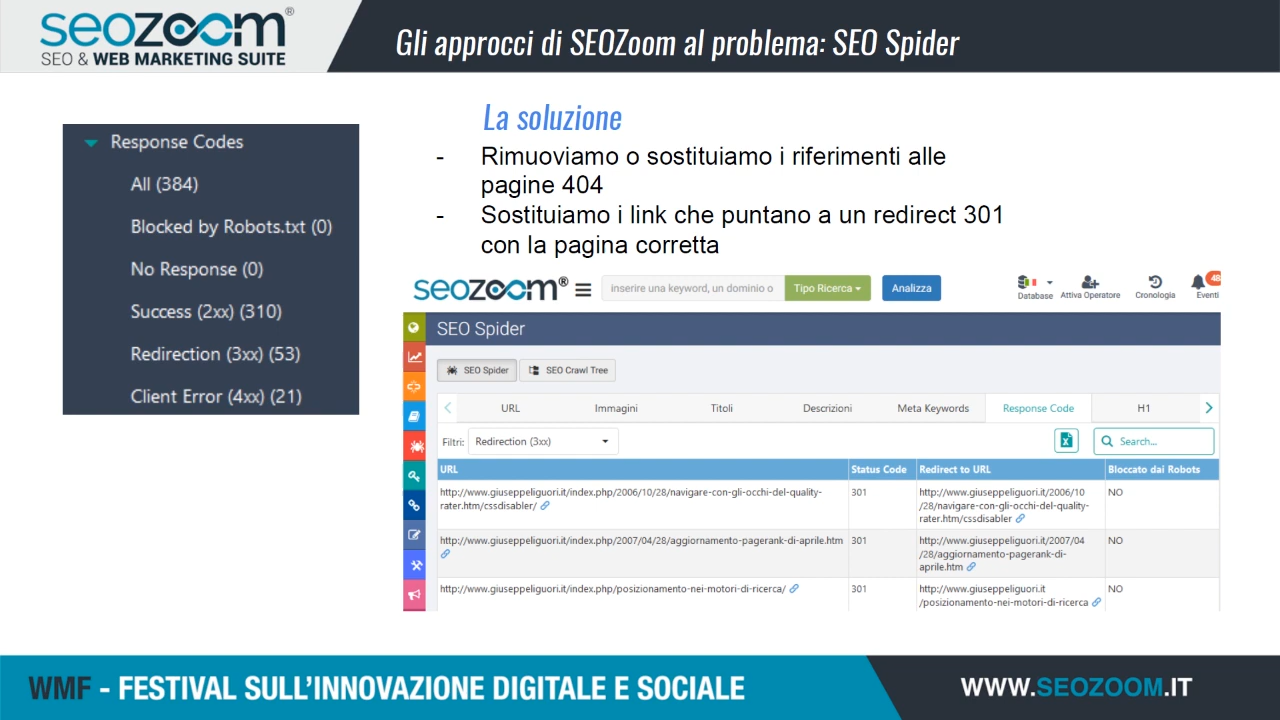 seozoom®
SEO & WEB MARKETING SUITE
Gli approcci di SEOZoom al problema: SEO Spider
Response Codes
All (384)
Blocked by Robots.txt (0)
No Response (0)
Success (2xx) (310)
Redirection (3xx) (53)
Client Error (4xx) (21)
La soluzione
- Rimuoviamo o sostituiamo i riferimenti alle
pagine 404
- Sostituiamo i link che puntano a un redirect 301
con la pagina corretta
seozoom® inserire una keyword, un dominio o Tipo Ricerca Analizza Database Attiva Operatore Cronologia Eventi 48
SEO Spider
SEO Spider SEO Crawl Tree
URL Immagini Titoli Descrizioni Meta Keywords Response Code H1
Filtri: Redirection (3xx) Search...
URL Status Code Redirect to URL Bloccato dai Robots
http://www.giuseppeliguori.it/index.php/2006/10/28/navigare-con-gli-occhi-del-quality-
rater.htm/cssdisabler/
301
http://www.giuseppeliguori.it/2006/10
/28/navigare-con-gli-occhi-del-quality-
rater.htm/cssdisabler
NO
http://www.giuseppeliguori.it/index.php/2007/04/28/aggiornamento-pagerank-di-aprile.htm
301
http://www.giuseppeliguori.it/2007/04
/28/aggiornamento-pagerank-di-
aprile.htm
NO
http://www.giuseppeliguori.it/index.php/posizionamento-nei-motori-di-ricerca/
301
http://www.giuseppeliguori.it
/posizionamento-nei-motori-di-ricerca
NO
WMF - FESTIVAL SULL'INNOVAZIONE DIGITALE E SOCIALE
WWW.SEOZOOM.IT